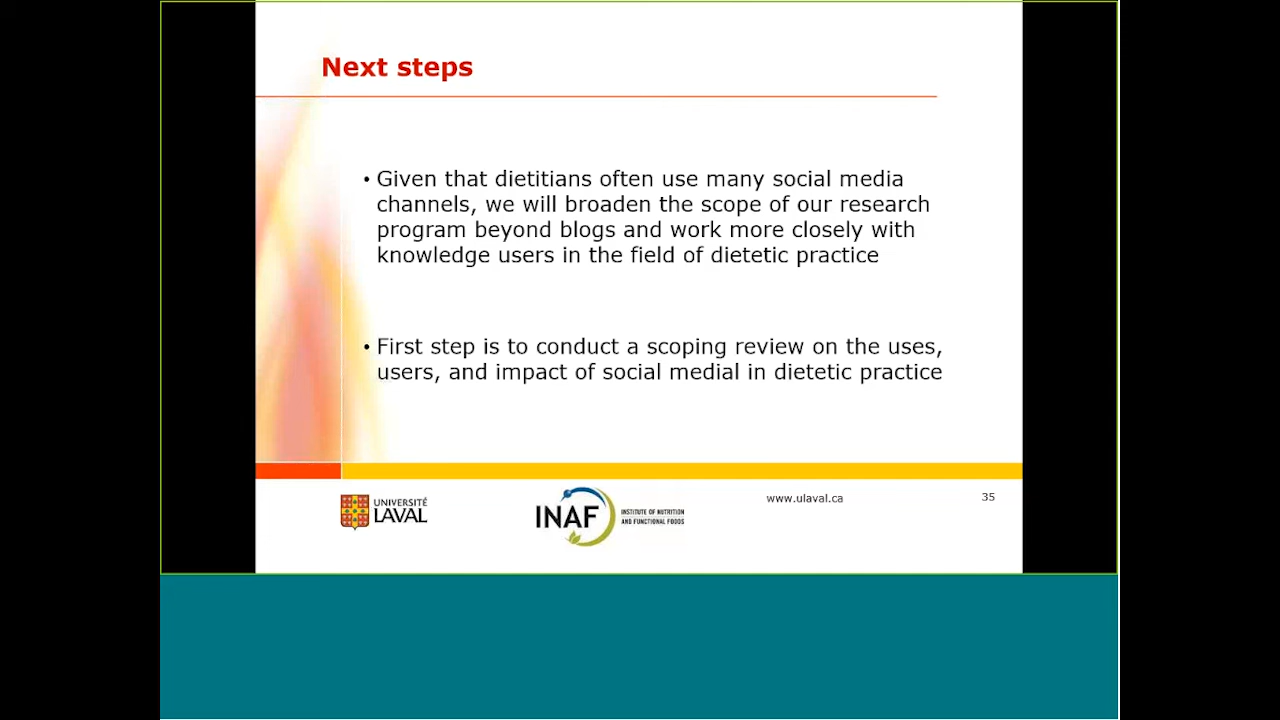 Next steps
• Given that dietitians often use many social media
channels, we will broaden the scope of our research
program beyond blogs and work more closely with
knowledge users in the field of dietetic practice
• First step is to conduct a scoping review on the uses,
users, and impact of social medial in dietetic practice
UNIVERSITÉ
LAVAL
INAF
INSTITUTE OF NUTRITION
AND FUNCTIONAL FOODS
www.ulaval.ca
35